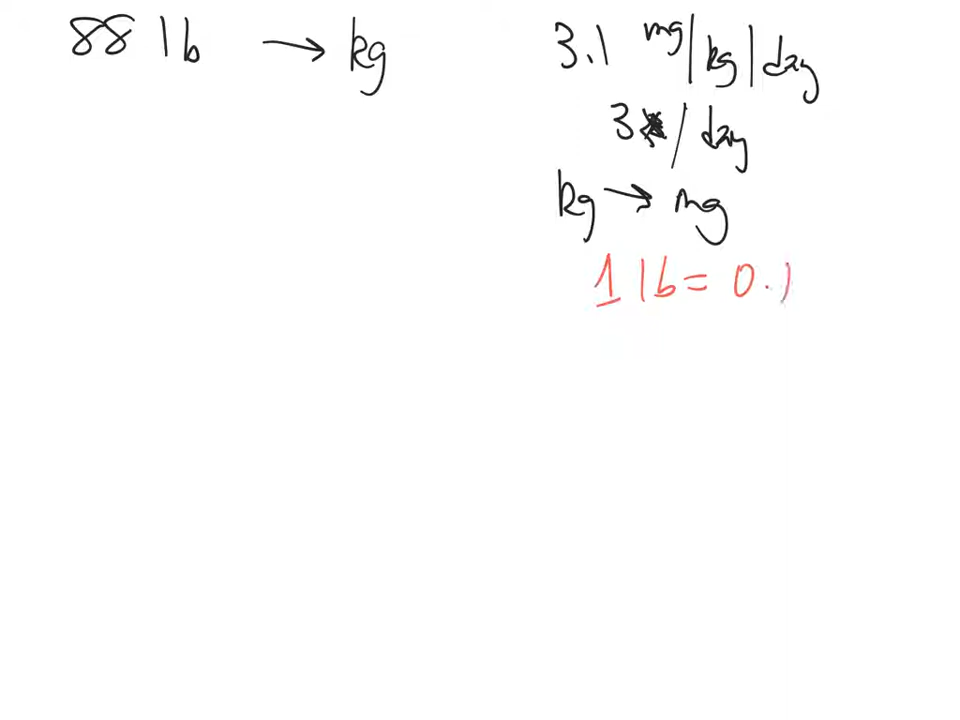 88 lb → kg
3.1 mg/kg/day
3 / day
kg → mg
1 lb = 0.